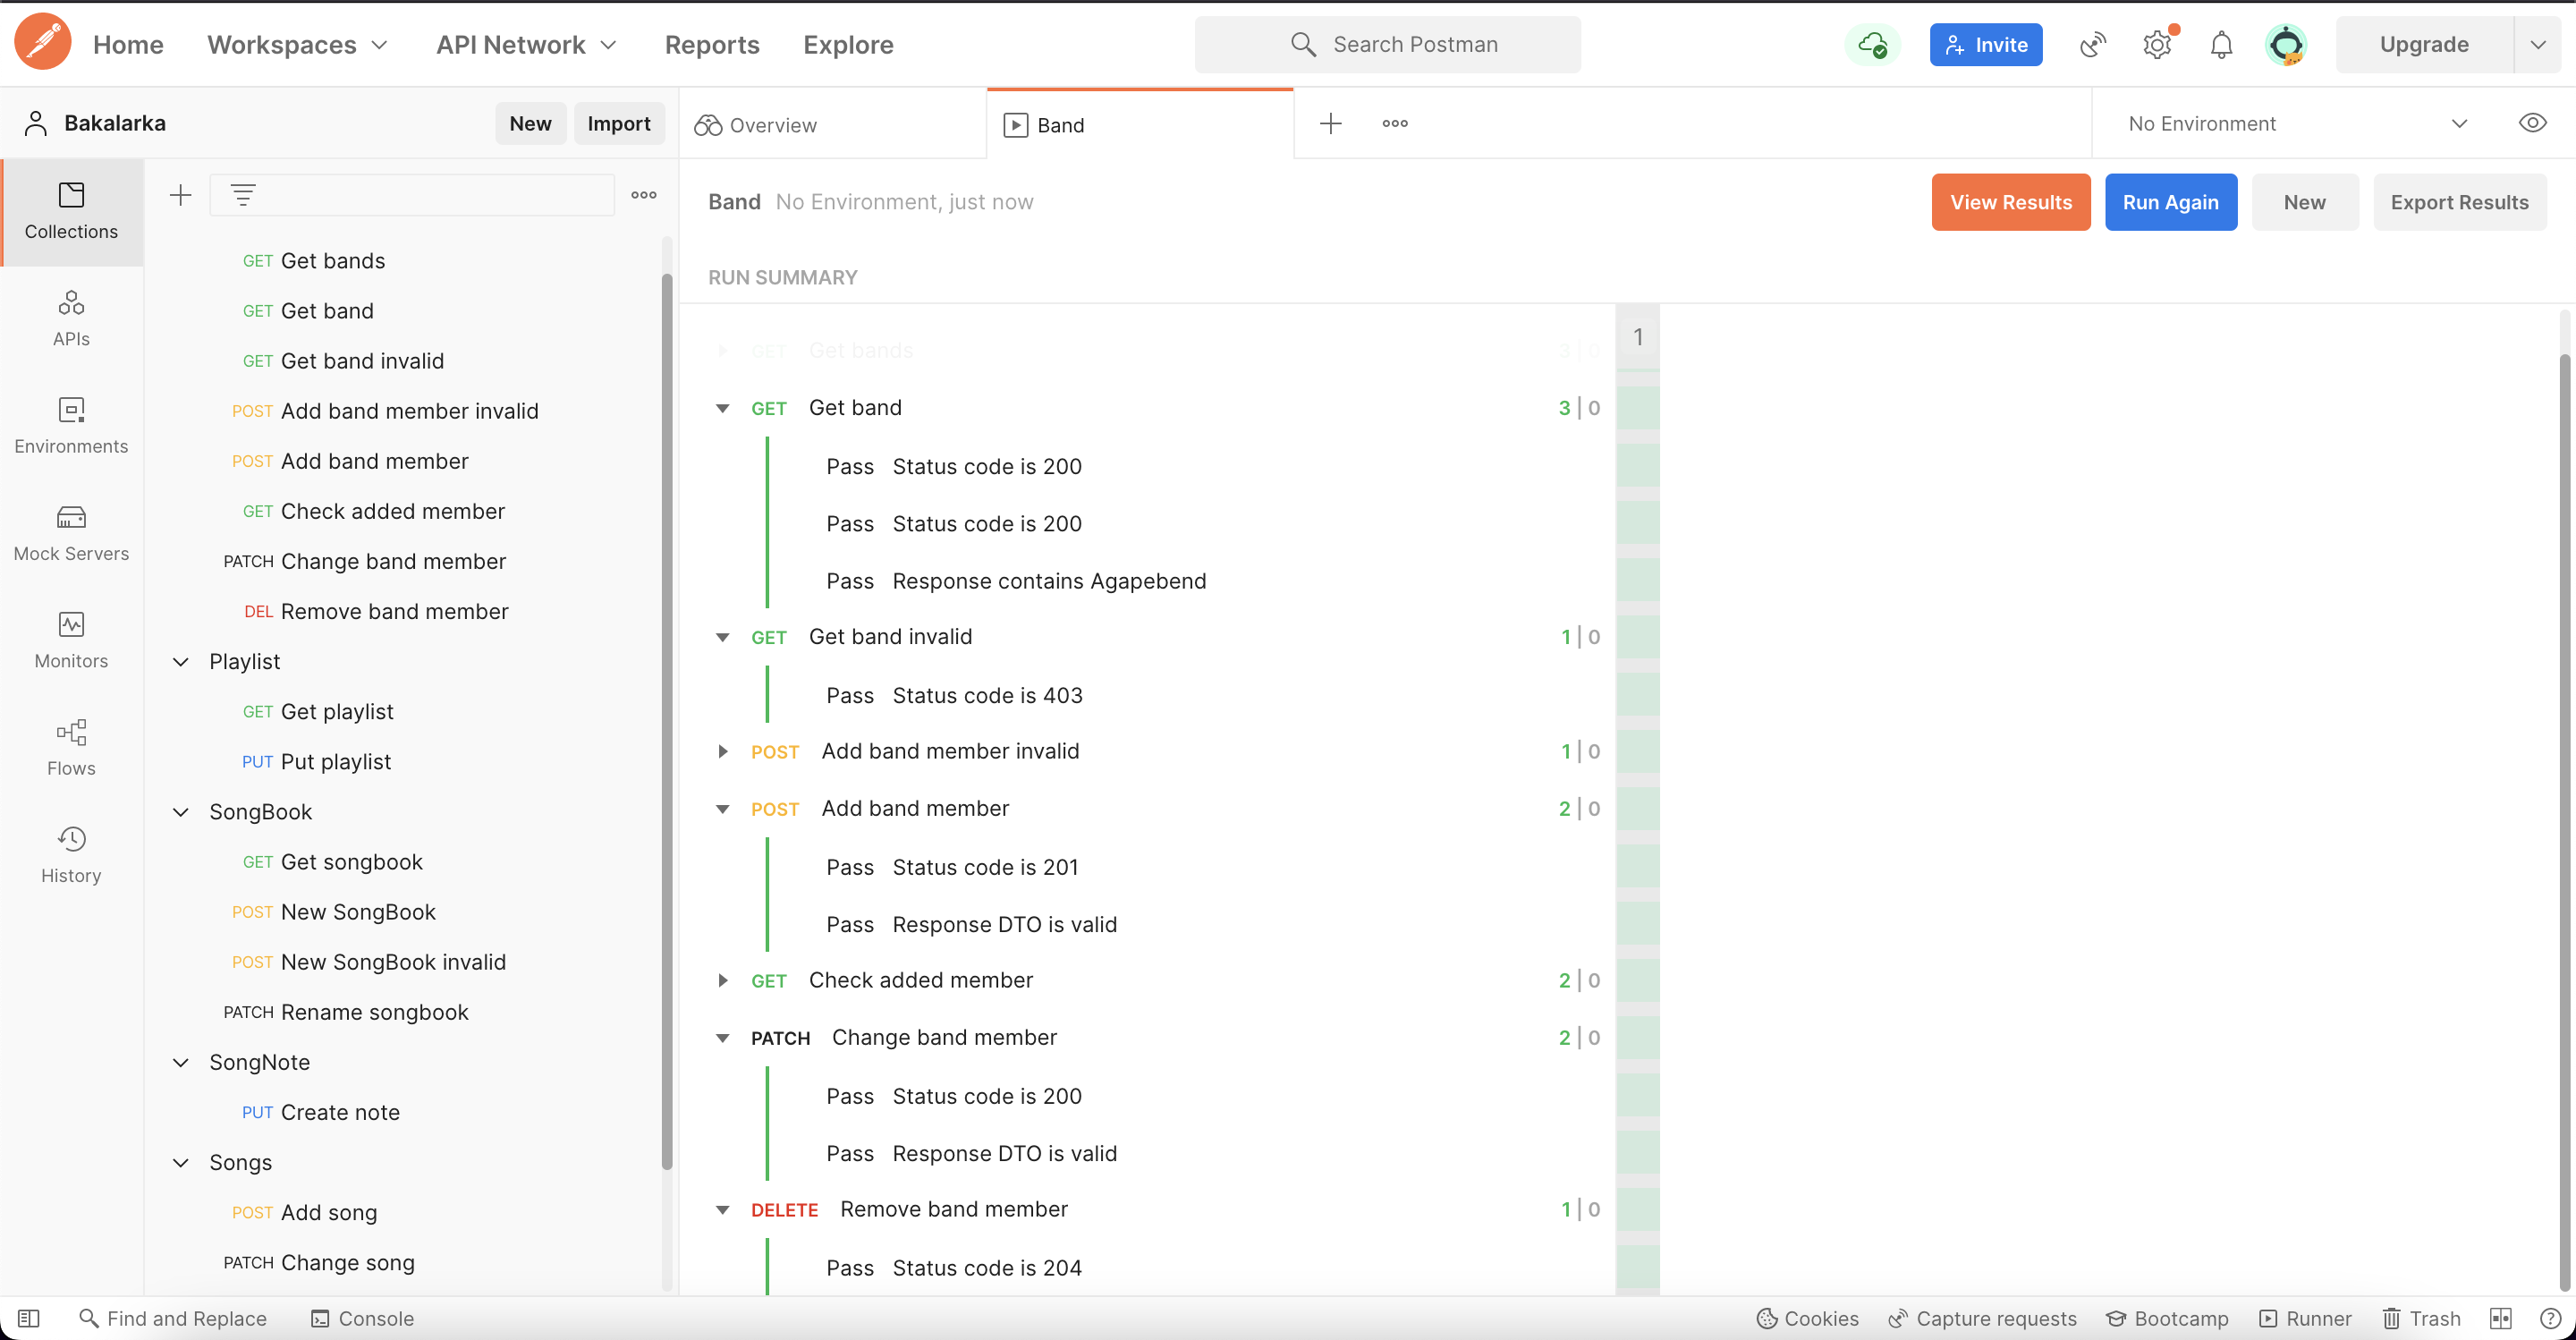 Home Workspaces API Network Reports Explore Search Postman Invite Upgrade
Bakalarka New Import Overview Band No Environment
Collections
APIs
Environments
Mock Servers
Monitors
Flows
History
GET Get bands
GET Get band
GET Get band invalid
POST Add band member invalid
POST Add band member
GET Check added member
PATCH Change band member
DEL Remove band member
Playlist
GET Get playlist
PUT Put playlist
SongBook
GET Get songbook
POST New SongBook
POST New SongBook invalid
PATCH Rename songbook
SongNote
PUT Create note
Songs
POST Add song
PATCH Change song
Band No Environment, just now View Results Run Again New Export Results
RUN SUMMARY
1
GET Get bands 3 | 0
GET Get band 3 | 0
Pass Status code is 200
Pass Status code is 200
Pass Response contains Agapebend
GET Get band invalid 1 | 0
Pass Status code is 403
POST Add band member invalid 1 | 0
POST Add band member 2 | 0
Pass Status code is 201
Pass Response DTO is valid
GET Check added member 2 | 0
PATCH Change band member 2 | 0
Pass Status code is 200
Pass Response DTO is valid
DELETE Remove band member 1 | 0
Pass Status code is 204
Find and Replace Console Cookies Capture requests Bootcamp Runner Trash